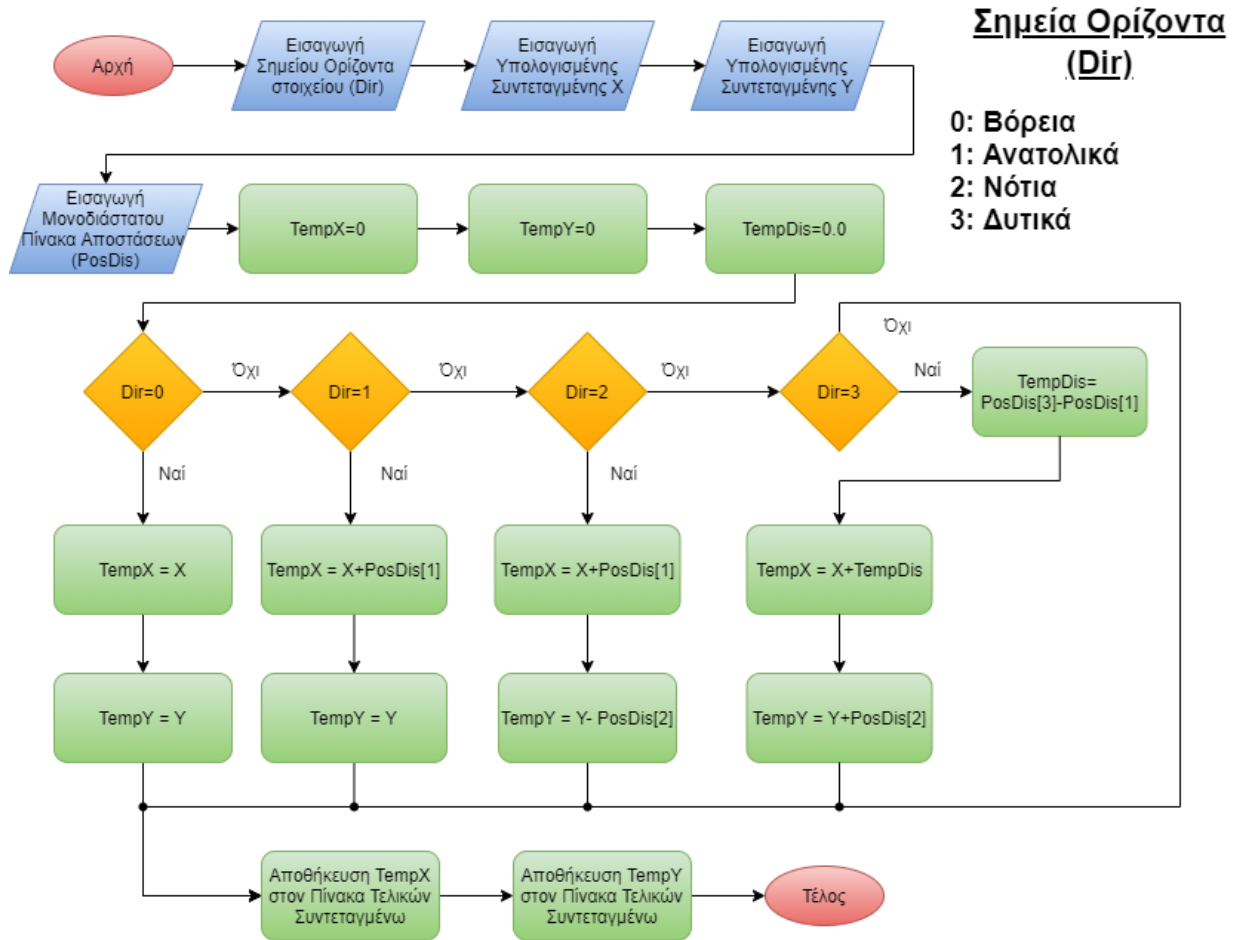 Σημεία Ορίζοντα
(Dir)
0: Βόρεια
1: Ανατολικά
2: Νότια
3: Δυτικά
Αρχή
Εισαγωγή
Σημείου Ορίζοντα
στοιχείου (Dir)
Εισαγωγή
Υπολογισμένης
Συντεταγμένης Χ
Εισαγωγή
Υπολογισμένης
Συντεταγμένης Υ
Εισαγωγή
Μονοδιάστατου
Πίνακα Αποστάσεων
(PosDis)
TempX=0
TempY=0
TempDis=0.0
Dir=0
Όχι
Dir=1
Όχι
Dir=2
Όχι
Dir=3
Όχι
Ναί
TempDis=
PosDis[3]-PosDis[1]
Ναί
Ναί
Ναί
TempX = X
TempX = X+PosDis[1]
TempX = X+PosDis[1]
TempX = X+TempDis
TempY = Y
TempY = Y
TempY = Y- PosDis[2]
TempY = Y+PosDis[2]
Αποθήκευση TempX
στον Πίνακα Τελικών
Συντεταγμένω
Αποθήκευση TempY
στον Πίνακα Τελικών
Συντεταγμένω
Τέλος